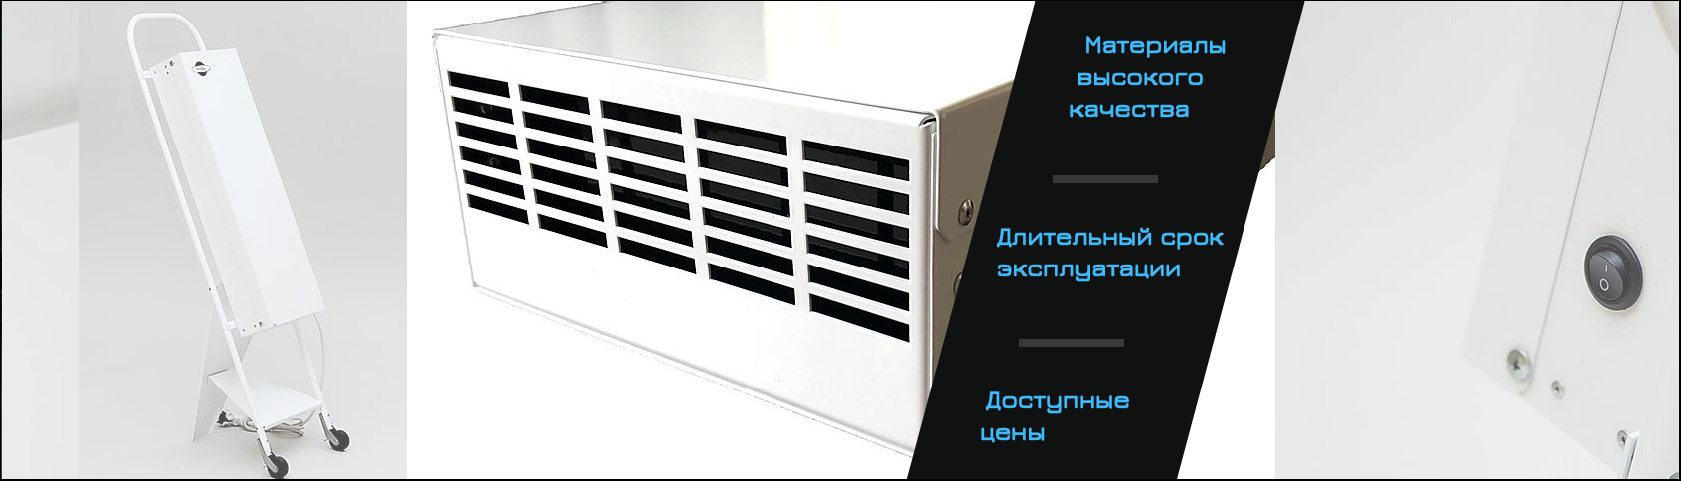 Материалы
высокого
качества
Длительный срок
эксплуатации
Доступные
цены